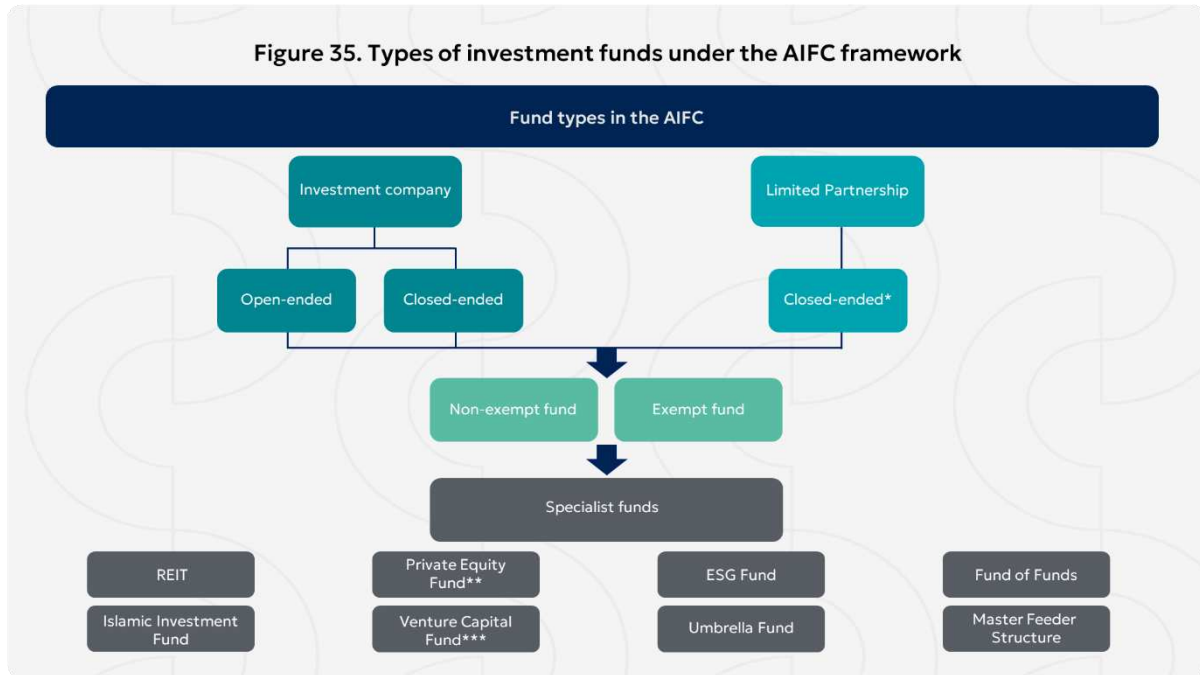 Figure 35. Types of investment funds under the AIFC framework
Fund types in the AIFC
Investment company
Limited Partnership
Open-ended
Closed-ended
Closed-ended*
Non-exempt fund
Exempt fund
Specialist funds
REIT
Private Equity
Fund**
ESG Fund
Fund of Funds
Islamic Investment
Fund
Venture Capital
Fund***
Umbrella Fund
Master Feeder
Structure